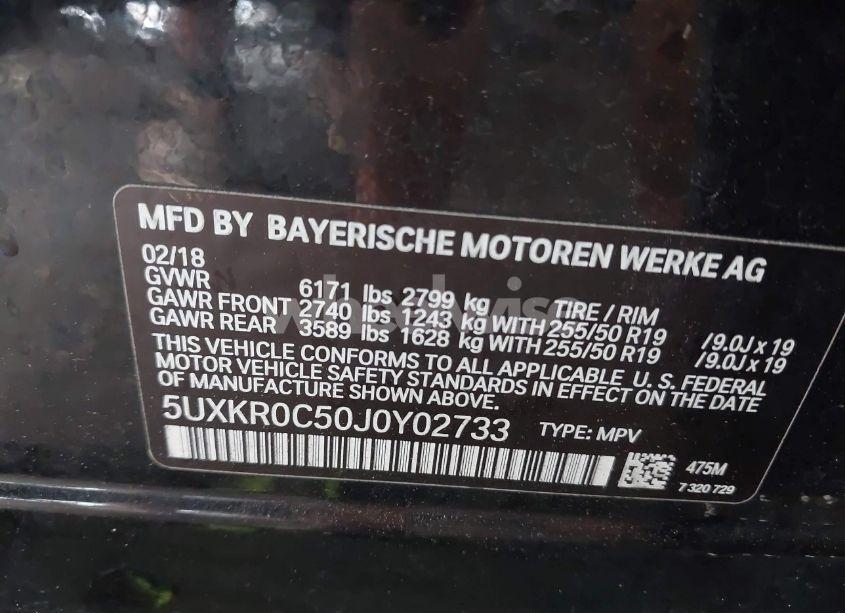 MFD BY BAYERISCHE MOTOREN WERKE AG
02/18
GVWR 6171 lbs 2799 kg TIRE / RIM
GAWR FRONT 2740 lbs 1243 kg WITH 255/50 R19 /9.0J x 19
GAWR REAR 3589 lbs 1628 kg WITH 255/50 R19 /9.0J x 19
THIS VEHICLE CONFORMS TO ALL APPLICABLE U. S. FEDERAL
MOTOR VEHICLE SAFETY STANDARDS IN EFFECT ON THE DATE
OF MANUFACTURE SHOWN ABOVE.
5UXKR0C50J0Y02733 TYPE: MPV
475M
7 320 729